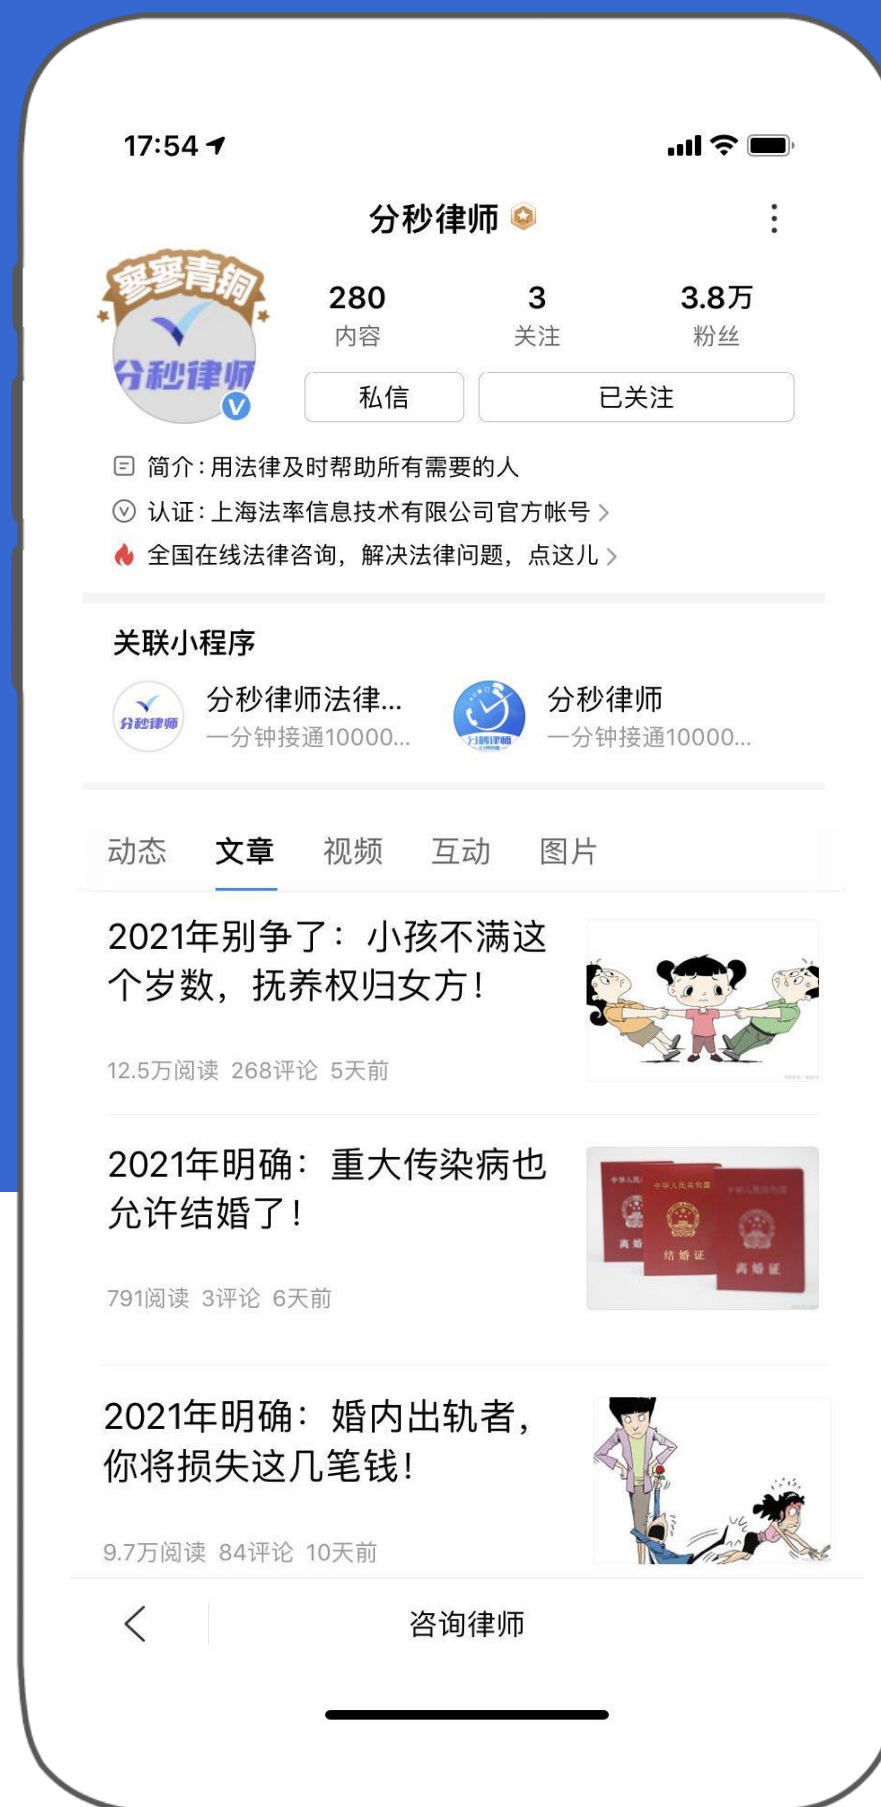 17:54
分秒律师
寥寥青铜
分秒律师
280
内容
3
关注
3.8万
粉丝
私信
已关注
简介：用法律及时帮助所有需要的人
认证：上海法率信息技术有限公司官方帐号
全国在线法律咨询，解决法律问题，点这儿
关联小程序
分秒律师
分秒律师法律...
一分钟接通10000...
分秒律师
分秒律师
一分钟接通10000...
动态 文章 视频 互动 图片
2021年别争了：小孩不满这
个岁数，抚养权归女方！
12.5万阅读 268评论 5天前
2021年明确：重大传染病也
允许结婚了！
791阅读 3评论 6天前
中华人民共和国
结婚证
离婚证
2021年明确：婚内出轨者，
你将损失这几笔钱！
9.7万阅读 84评论 10天前
咨询律师